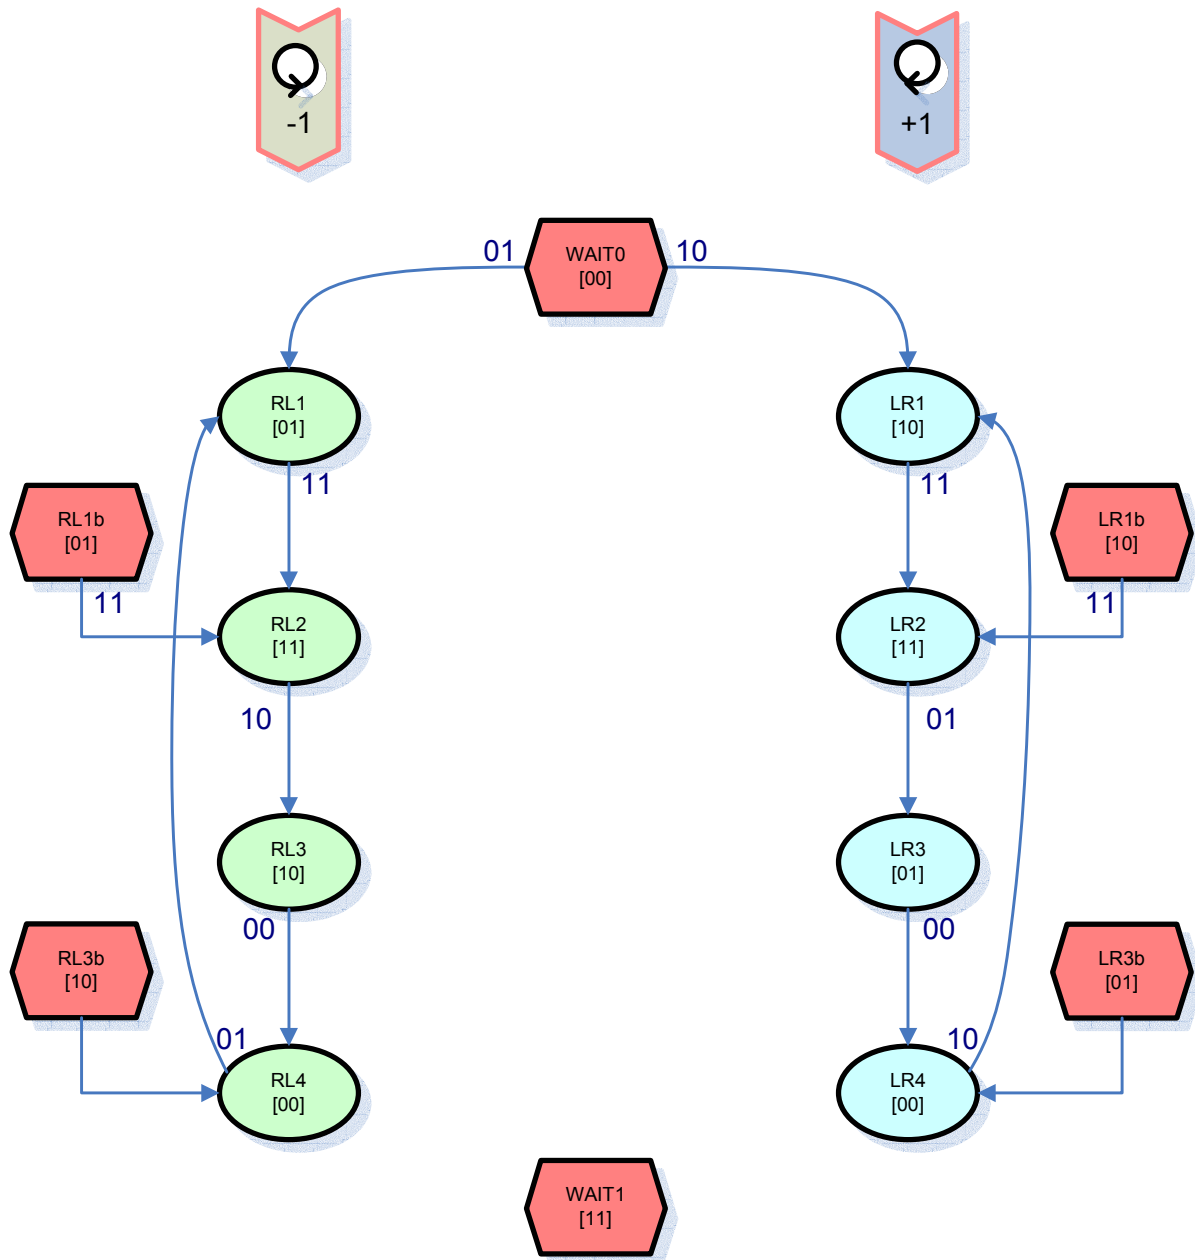 -1
+1
01
WAIT0
[00]
10
RL1
[01]
LR1
[10]
11
11
RL1b
[01]
LR1b
[10]
11
11
RL2
[11]
LR2
[11]
10
01
RL3
[10]
LR3
[01]
00
00
RL3b
[10]
LR3b
[01]
01
10
RL4
[00]
LR4
[00]
WAIT1
[11]